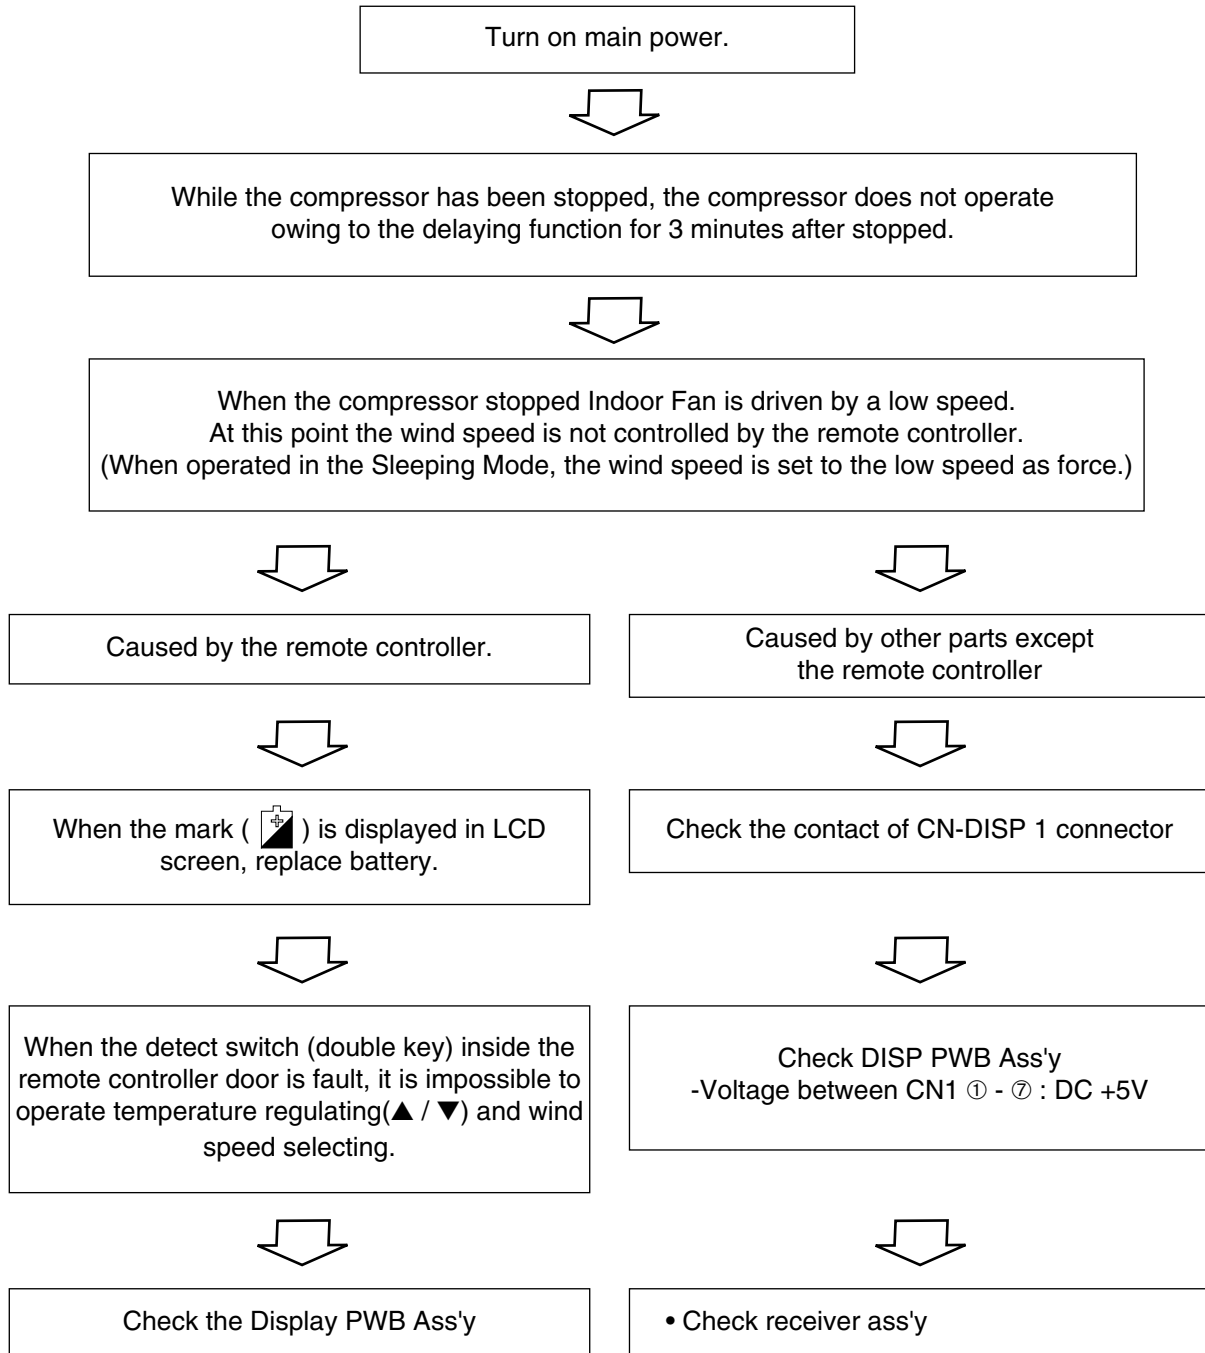 Turn on main power.
While the compressor has been stopped, the compressor does not operate
owing to the delaying function for 3 minutes after stopped.
When the compressor stopped Indoor Fan is driven by a low speed.
At this point the wind speed is not controlled by the remote controller.
(When operated in the Sleeping Mode, the wind speed is set to the low speed as force.)
Caused by the remote controller.
When the mark ( ) is displayed in LCD
screen, replace battery.
When the detect switch (double key) inside the
remote controller door is fault, it is impossible to
operate temperature regulating(▲ / ▼) and wind
speed selecting.
Check the Display PWB Ass'y
Caused by other parts except
the remote controller
Check the contact of CN-DISP 1 connector
Check DISP PWB Ass'y
-Voltage between CN1 ① - ⑦ : DC +5V
• Check receiver ass'y